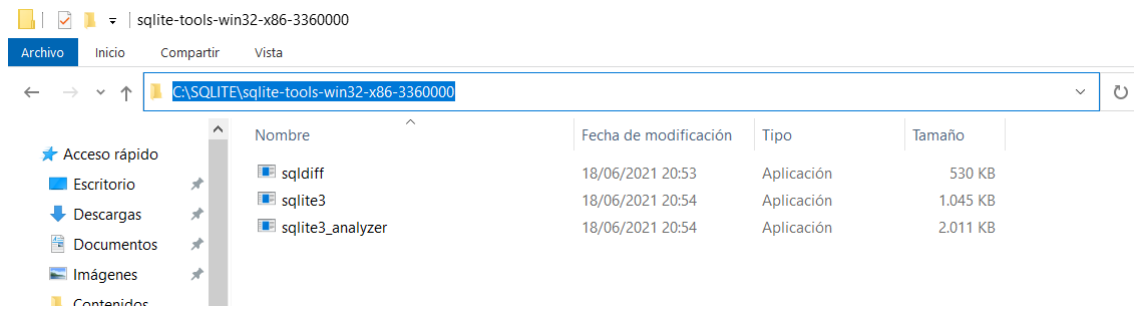 sqlite-tools-win32-x86-3360000
Archivo Inicio Compartir Vista
C:\SQLITE\sqlite-tools-win32-x86-3360000
Nombre Fecha de modificación Tipo Tamaño
Acceso rápido
sqldiff 18/06/2021 20:53 Aplicación 530 KB
Escritorio
sqlite3 18/06/2021 20:54 Aplicación 1.045 KB
Descargas
sqlite3_analyzer 18/06/2021 20:54 Aplicación 2.011 KB
Documentos
Imágenes
Contenidos